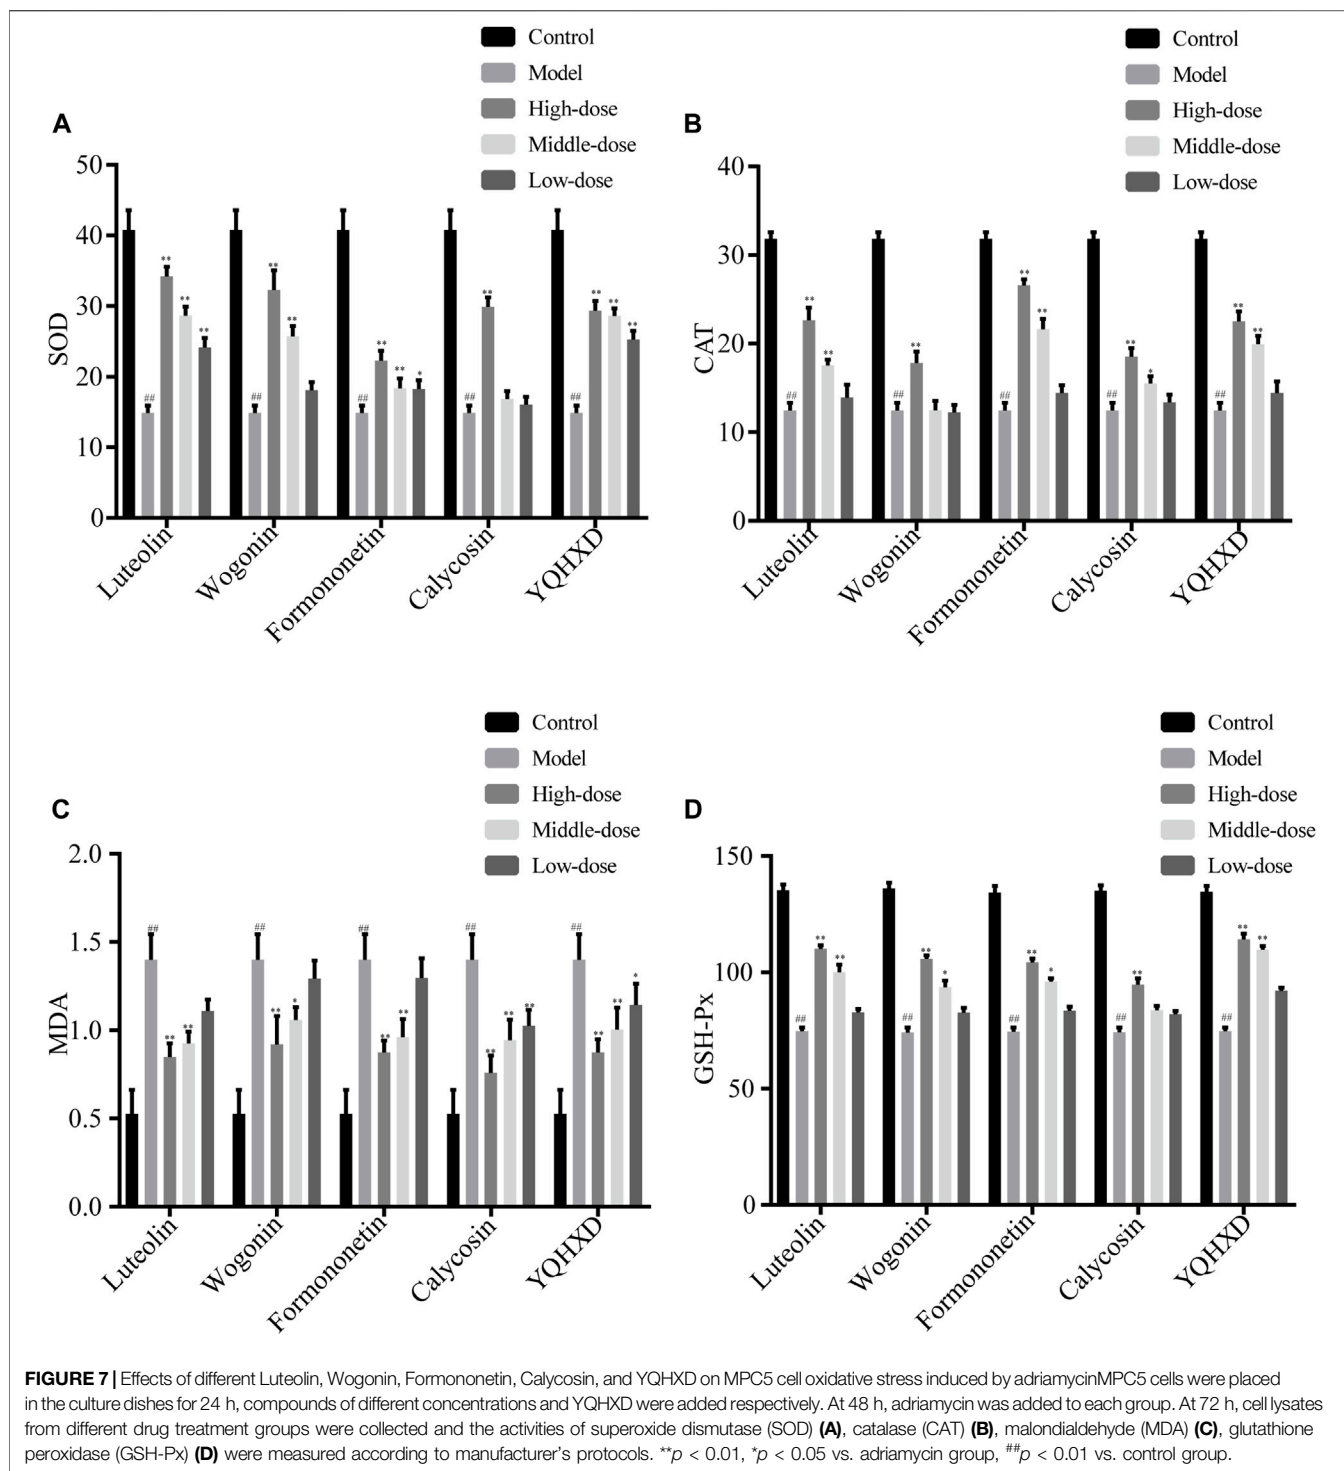 Control
Model
High-dose
Middle-dose
Low-dose
A
50
40
30
20
10
0
SOD
** ** ** ** ** ** ** * ** ** ** **
## ## ## ## ##
Luteolin
Wogonin
Formononetin
Calycosin
YQHXD
Control
Model
High-dose
Middle-dose
Low-dose
B
40
30
20
10
0
CAT
** ** ** ** ** ** * ** **
## ## ## ## ##
Luteolin
Wogonin
Formononetin
Calycosin
YQHXD
Control
Model
High-dose
Middle-dose
Low-dose
C
2.0
1.5
1.0
0.5
0.0
MDA
## ## ## ## ##
** ** ** * ** ** ** ** ** ** ** *
Luteolin
Wogonin
Formononetin
Calycosin
YQHXD
Control
Model
High-dose
Middle-dose
Low-dose
D
150
100
50
0
GSH-Px
** ** ** * ** * ** ** **
## ## ## ## ##
Luteolin
Wogonin
Formononetin
Calycosin
YQHXD
FIGURE 7 | Effects of different Luteolin, Wogonin, Formononetin, Calycosin, and YQHXD on MPC5 cell oxidative stress induced by adriamycinMPC5 cells were placed
in the culture dishes for 24 h, compounds of different concentrations and YQHXD were added respectively. At 48 h, adriamycin was added to each group. At 72 h, cell lysates
from different drug treatment groups were collected and the activities of superoxide dismutase (SOD) (A), catalase (CAT) (B), malondialdehyde (MDA) (C), glutathione
peroxidase (GSH-Px) (D) were measured according to manufacturer's protocols. **p < 0.01, *p < 0.05 vs. adriamycin group, ##p < 0.01 vs. control group.